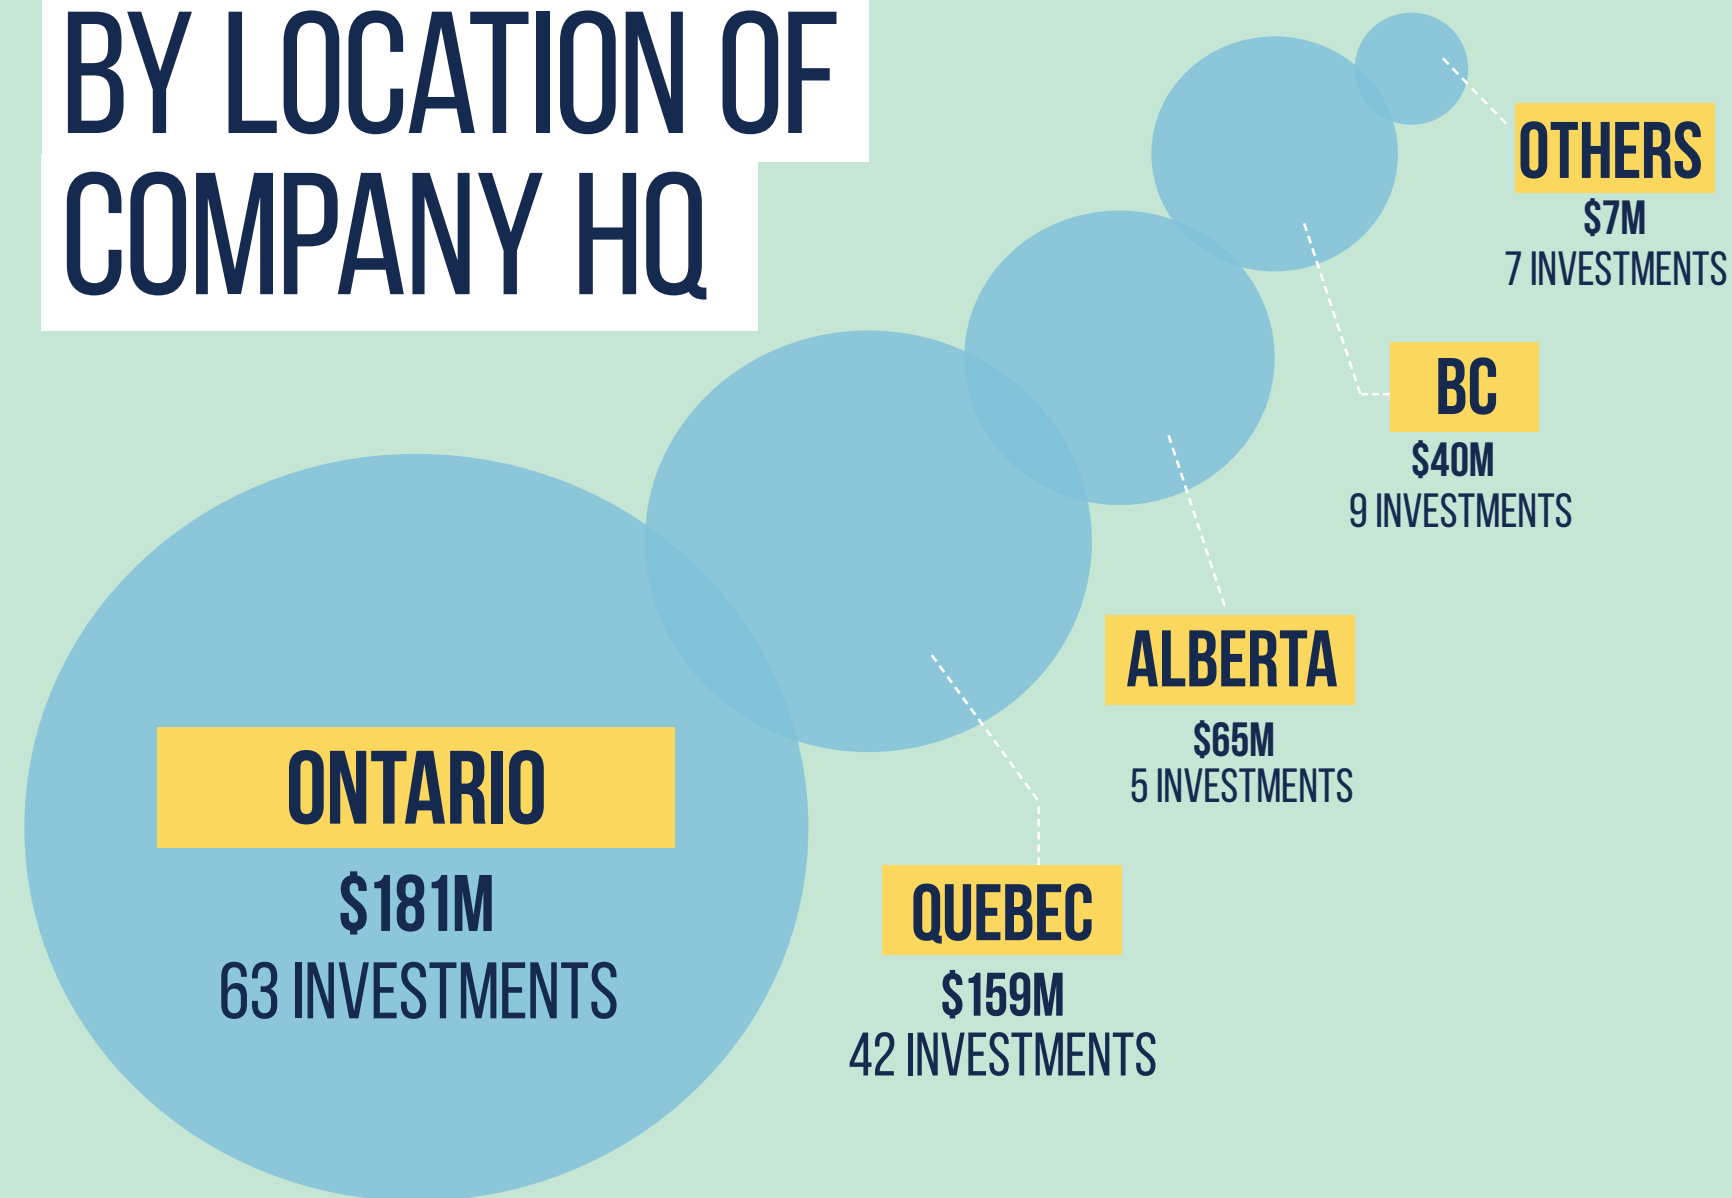 BY LOCATION OF
COMPANY HQ
OTHERS
$7M
7 INVESTMENTS
BC
$40M
9 INVESTMENTS
ALBERTA
$65M
5 INVESTMENTS
ONTARIO
$181M
63 INVESTMENTS
QUEBEC
$159M
42 INVESTMENTS